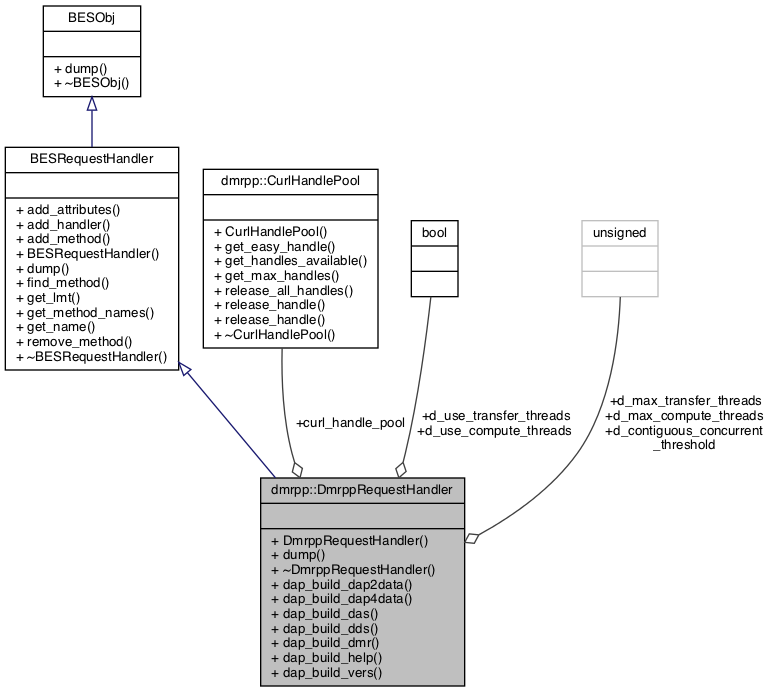 BESObj
+ dump()
+ ~BESObj()
BESRequestHandler
+ add_attributes()
+ add_handler()
+ add_method()
+ BESRequestHandler()
+ dump()
+ find_method()
+ get_lmt()
+ get_method_names()
+ get_name()
+ remove_method()
+ ~BESRequestHandler()
dmrpp::CurlHandlePool
+ CurlHandlePool()
+ get_easy_handle()
+ get_handles_available()
+ get_max_handles()
+ release_all_handles()
+ release_handle()
+ release_handle()
+ ~CurlHandlePool()
bool
unsigned
+curl_handle_pool
+d_use_transfer_threads
+d_use_compute_threads
+d_max_transfer_threads
+d_max_compute_threads
+d_contiguous_concurrent
_threshold
dmrpp::DmrppRequestHandler
+ DmrppRequestHandler()
+ dump()
+ ~DmrppRequestHandler()
+ dap_build_dap2data()
+ dap_build_dap4data()
+ dap_build_das()
+ dap_build_dds()
+ dap_build_dmr()
+ dap_build_help()
+ dap_build_vers()